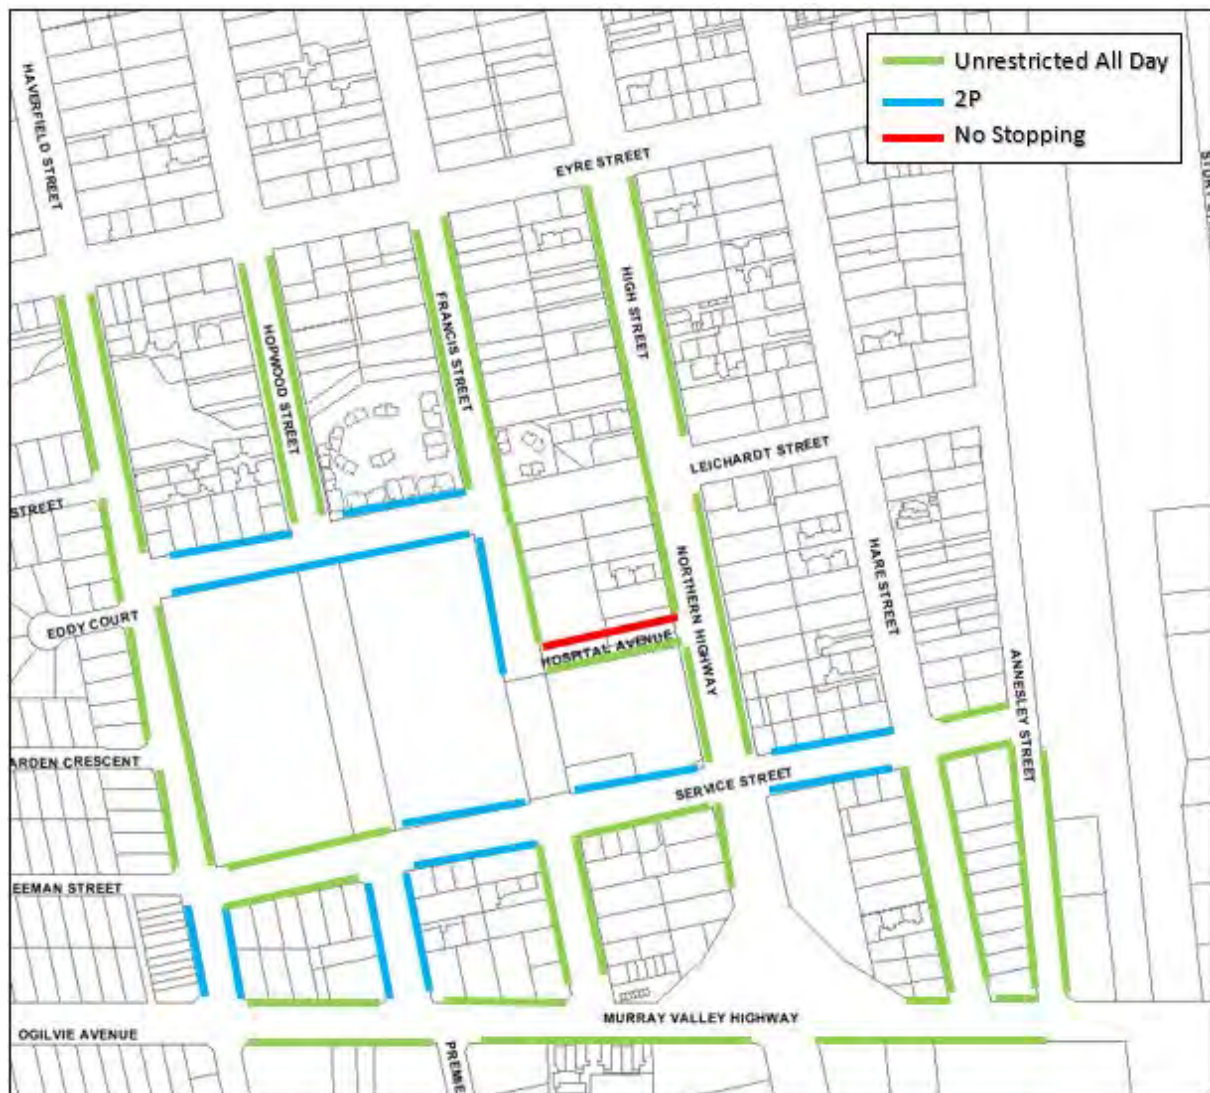 Unrestricted All Day
2P
No Stopping
HAVERFIELD STREET
EYRE STREET
HIGH STREET
FRANCIS STREET
HOPWOOD STREET
LEICHARDT STREET
STREET
NORTHERN HIGHWAY
HARE STREET
EDDY COURT
HOSPITAL AVENUE
ANNESLEY STREET
ARDEN CRESCENT
SERVICE STREET
EEMAN STREET
MURRAY VALLEY HIGHWAY
OGILVIE AVENUE
PREMIE